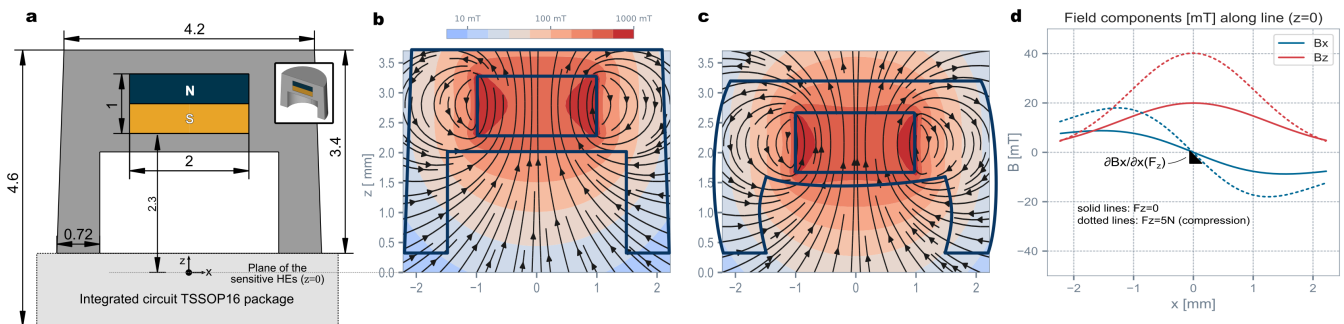 a
4.2
N
S
1
2
2.3
3.4
4.6
0.72
z
x
Plane of the
sensitive HEs (z=0)
Integrated circuit TSSOP16 package
b
10 mT
100 mT
1000 mT
z [ mm]
3.5
3.0
2.5
2.0
1.5
1.0
0.5
0.0
−2
−1
0
1
2
c
3.5
3.0
2.5
2.0
1.5
1.0
0.5
0.0
−2
−1
0
1
2
d
Field components [mT] along line (z=0)
Bx
Bz
B [mT]
40
20
0
−20
−40
∂Bx/∂x(Fz)
solid lines: Fz=0
dotted lines: Fz=5N (compression)
−2
−1
0
1
2
x [mm]